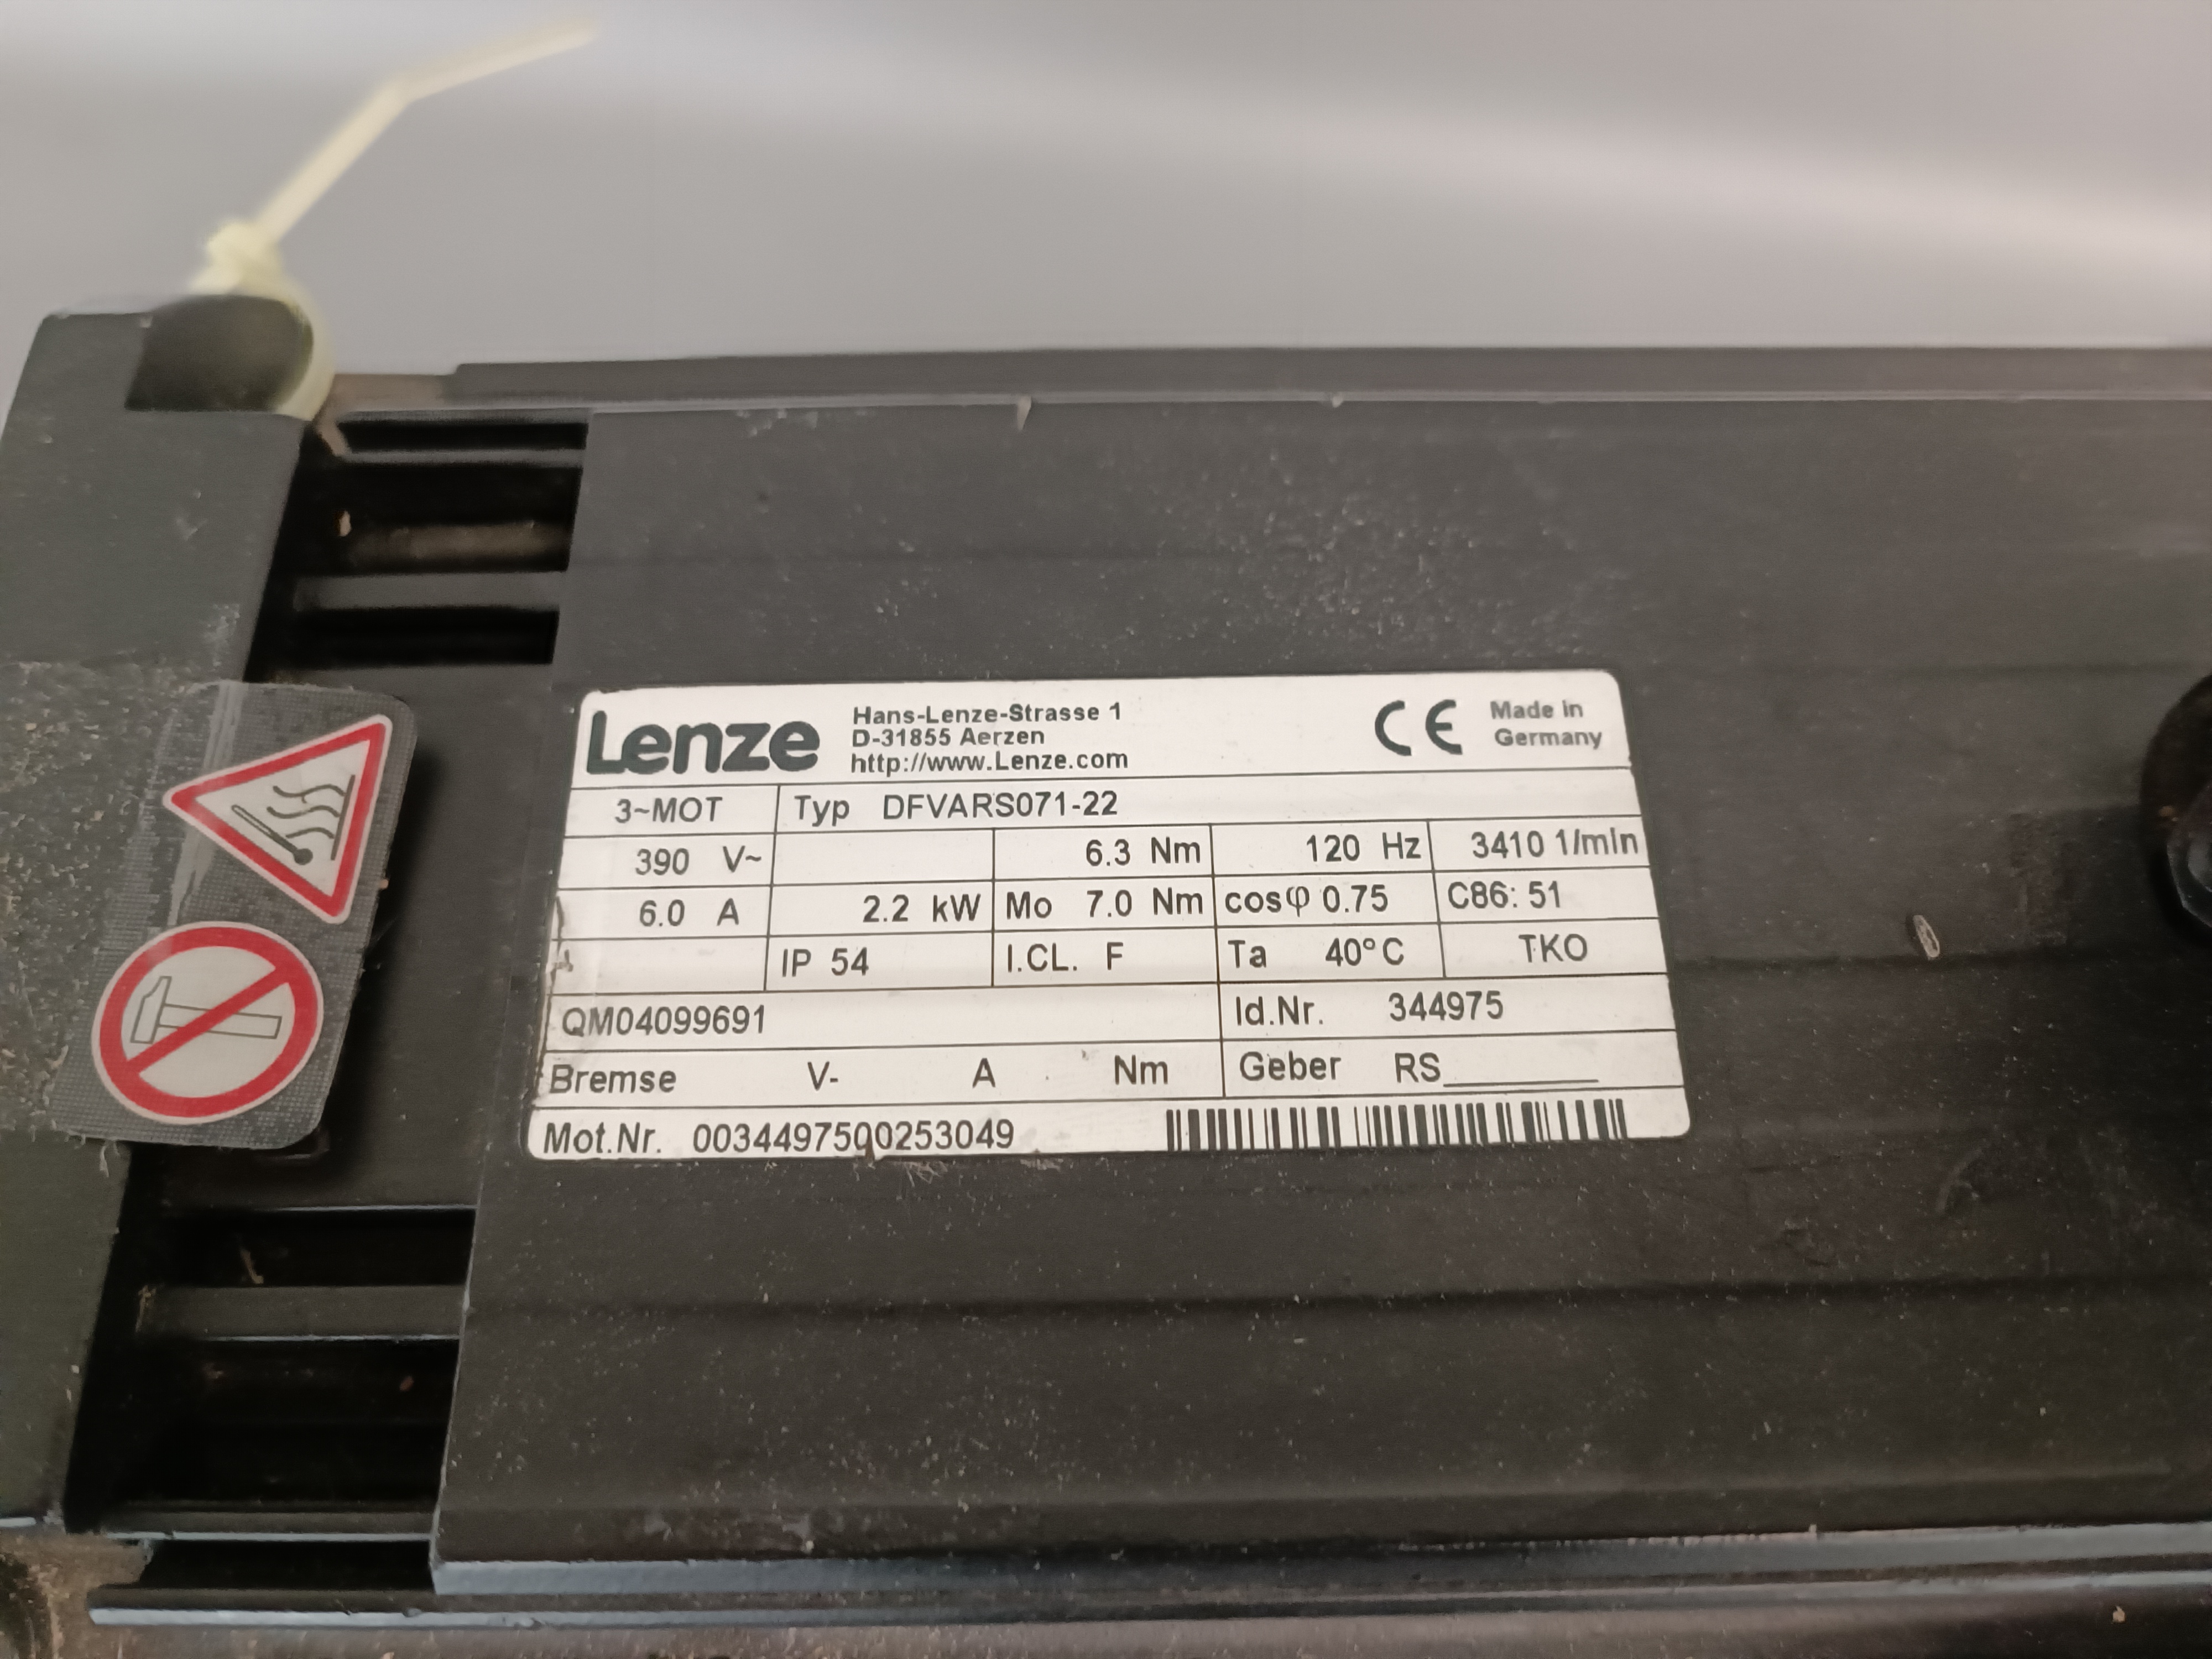 Lenze
Hans-Lenze-Strasse 1
D-31855 Aerzen
http://www.Lenze.com
CE
Made in
Germany
3~MOT Typ DFVARS071-22
390 V~ 6.3 Nm 120 Hz 3410 1/min
6.0 A 2.2 kW Mo 7.0 Nm cosφ 0.75 C86: 51
IP 54 I.CL. F Ta 40°C TKO
QM04099691 Id.Nr. 344975
Bremse V- A Nm Geber RS________
Mot.Nr. 0034497500253049